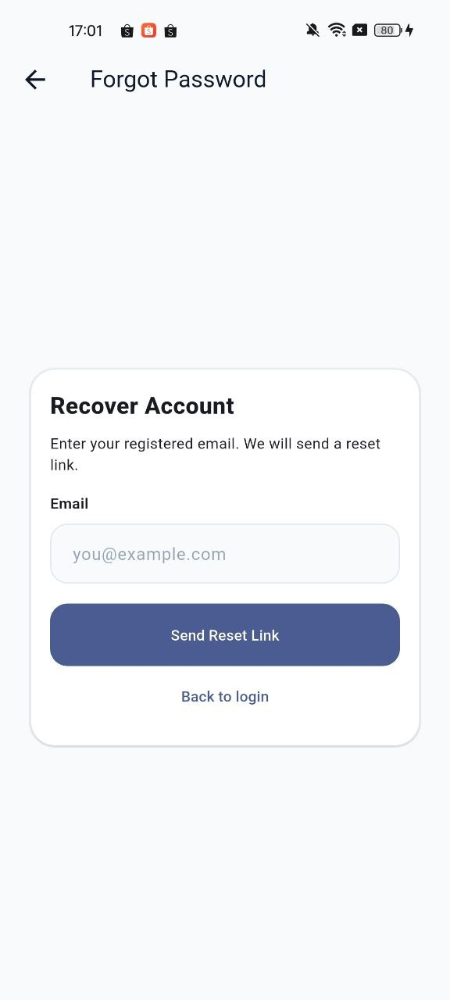 17:01
80
Forgot Password
Recover Account
Enter your registered email. We will send a reset
link.
Email
you@example.com
Send Reset Link
Back to login